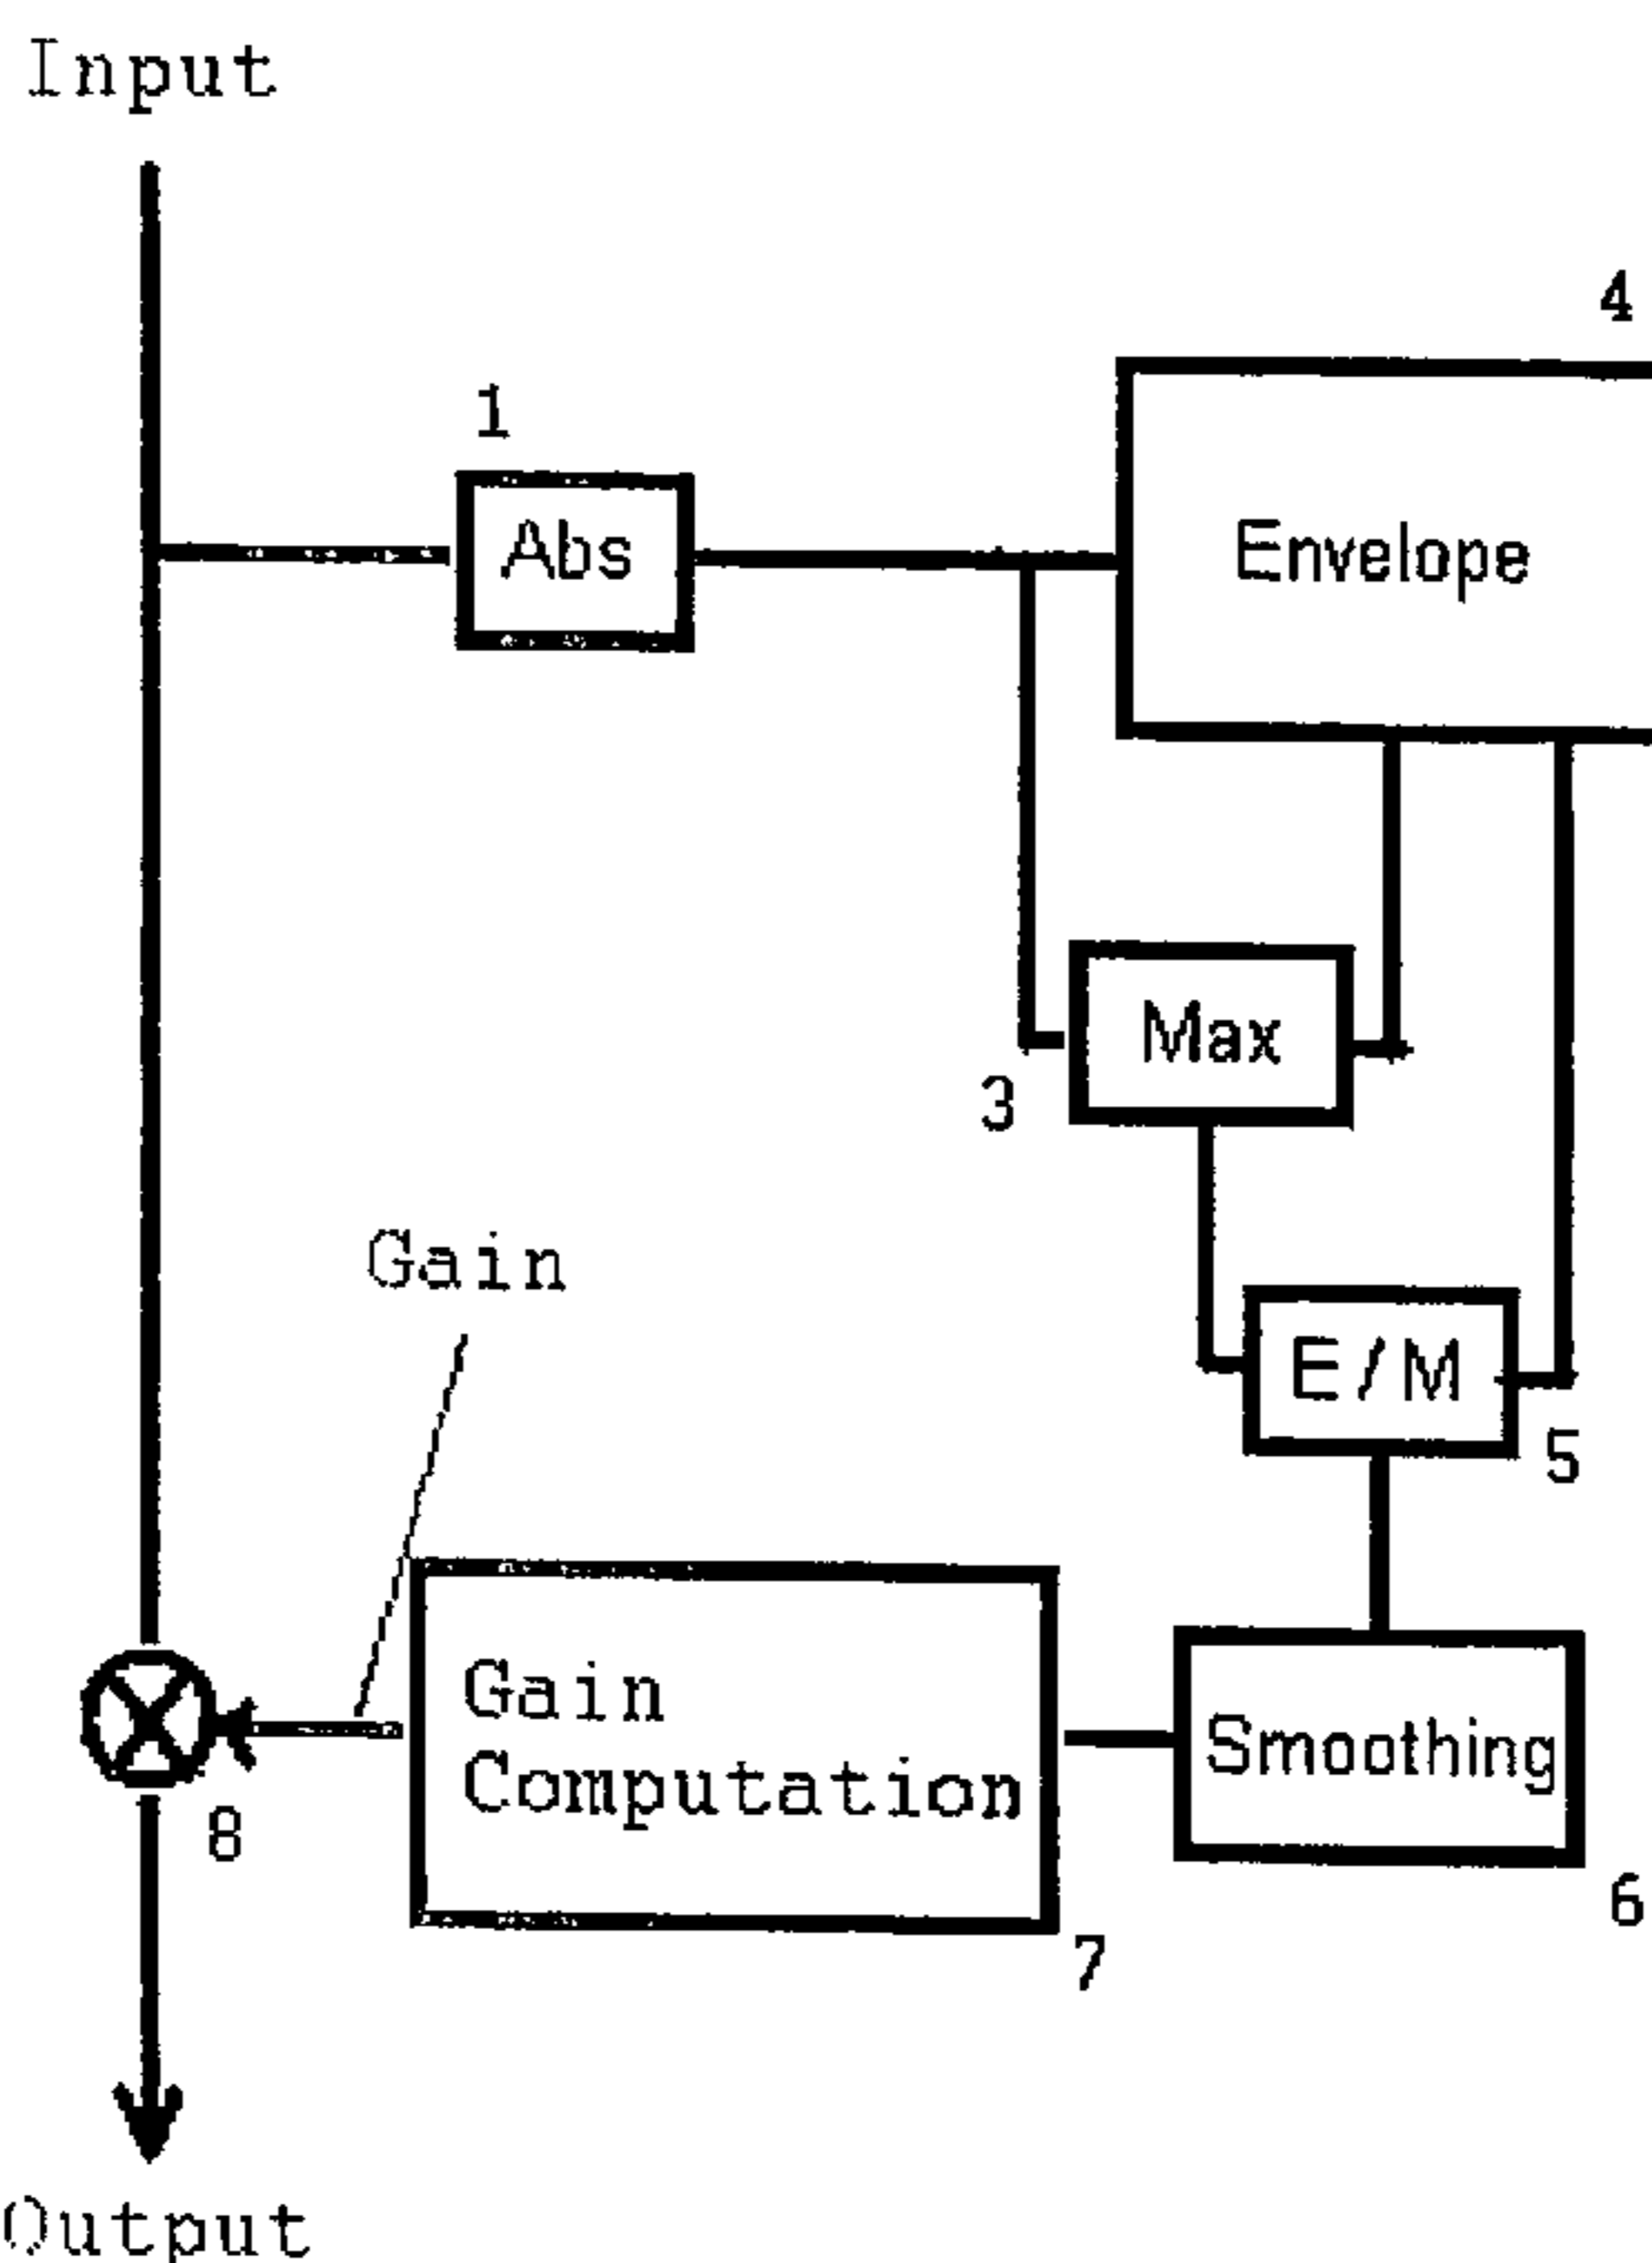 Input
4
1
Abs
Envelope
Max
3
Gain
E/M
5
Gain
Computation
Smoothing
8
6
7
Output